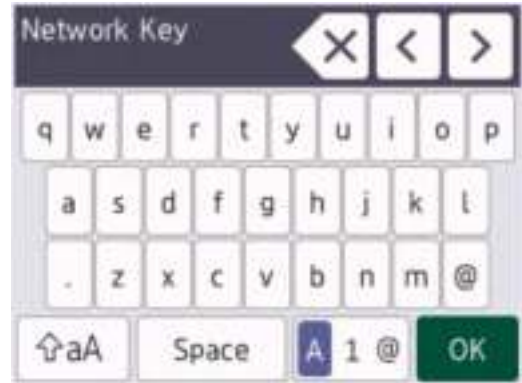 Network Key
q w e r t y u i o p
a s d f g h j k l
. z x c v b n m @
aA Space A 1 @ OK